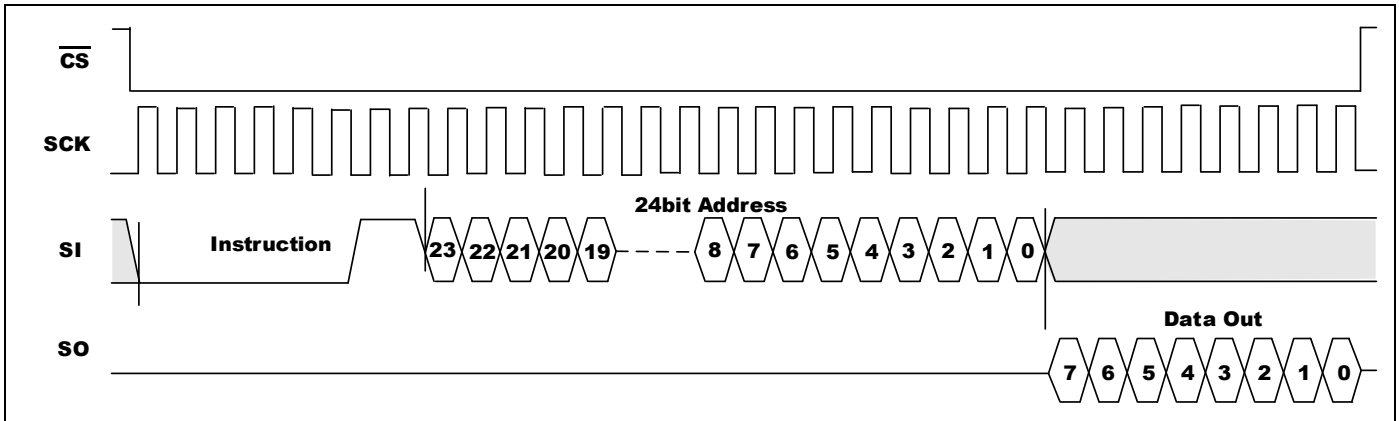 CS
SCK
24bit Address
SI
Instruction
23 22 21 20 19 8 7 6 5 4 3 2 1 0
Data Out
SO
7 6 5 4 3 2 1 0